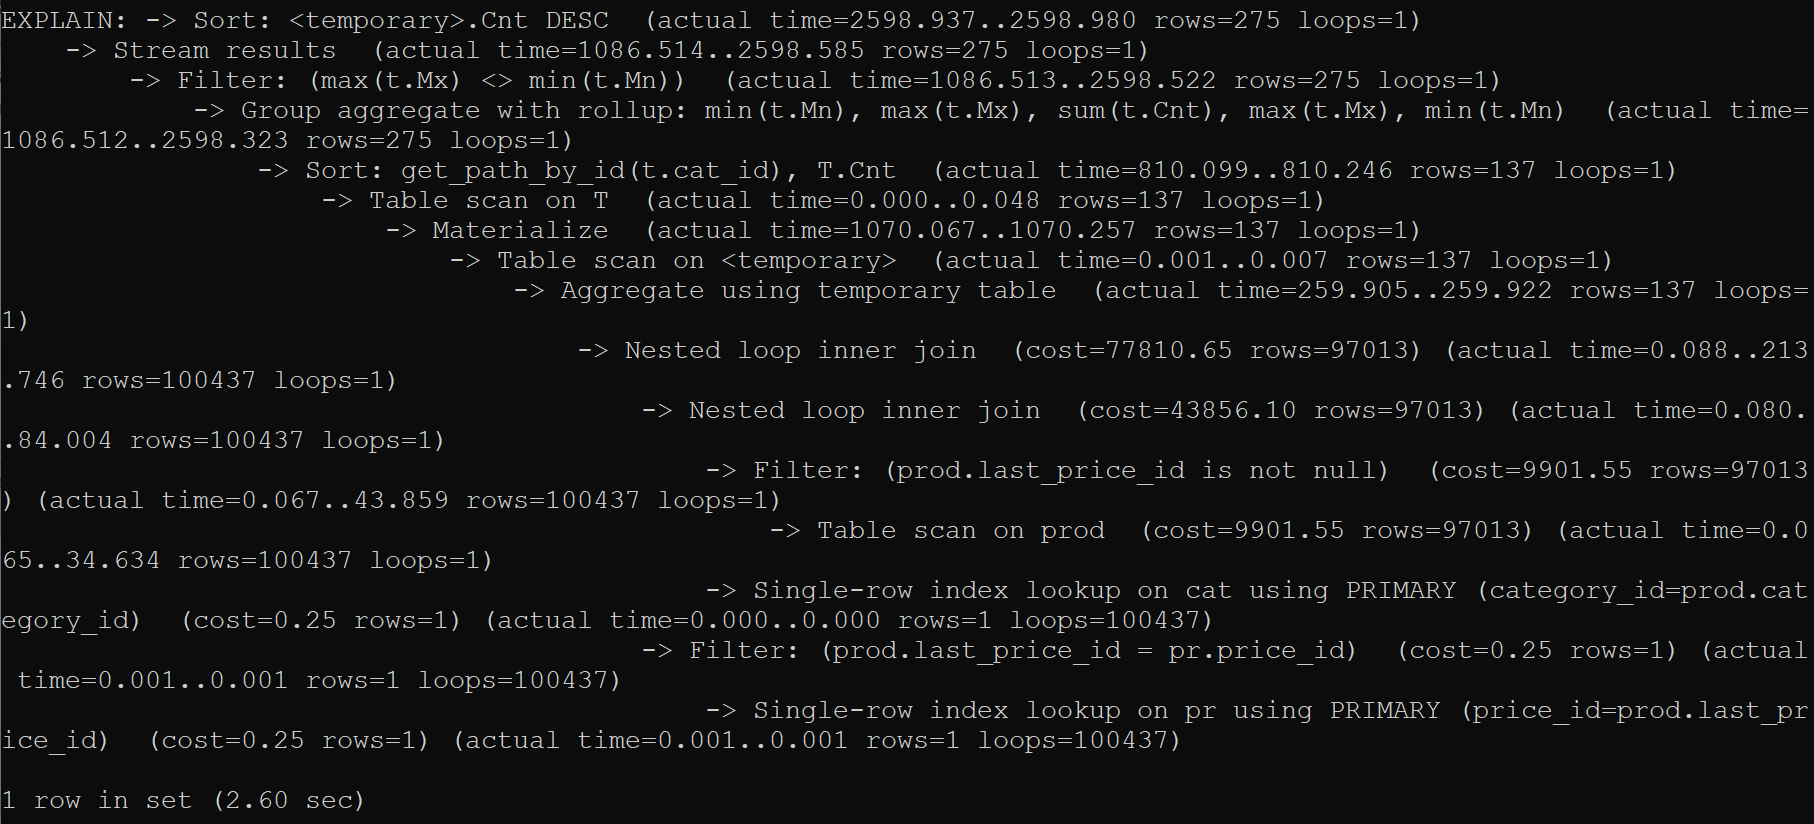 EXPLAIN: -> Sort: <temporary>.Cnt DESC  (actual time=2598.937..2598.980 rows=275 loops=1)
    -> Stream results  (actual time=1086.514..2598.585 rows=275 loops=1)
        -> Filter: (max(t.Mx) <> min(t.Mn))  (actual time=1086.513..2598.522 rows=275 loops=1)
            -> Group aggregate with rollup: min(t.Mn), max(t.Mx), sum(t.Cnt), max(t.Mx), min(t.Mn)  (actual time=
1086.512..2598.323 rows=275 loops=1)
                -> Sort: get_path_by_id(t.cat_id), T.Cnt  (actual time=810.099..810.246 rows=137 loops=1)
                    -> Table scan on T  (actual time=0.000..0.048 rows=137 loops=1)
                        -> Materialize  (actual time=1070.067..1070.257 rows=137 loops=1)
                            -> Table scan on <temporary>  (actual time=0.001..0.007 rows=137 loops=1)
                                -> Aggregate using temporary table  (actual time=259.905..259.922 rows=137 loops=
1)
                                    -> Nested loop inner join  (cost=77810.65 rows=97013) (actual time=0.088..213
.746 rows=100437 loops=1)
                                        -> Nested loop inner join  (cost=43856.10 rows=97013) (actual time=0.080.
.84.004 rows=100437 loops=1)
                                            -> Filter: (prod.last_price_id is not null)  (cost=9901.55 rows=97013
) (actual time=0.067..43.859 rows=100437 loops=1)
                                                -> Table scan on prod  (cost=9901.55 rows=97013) (actual time=0.0
65..34.634 rows=100437 loops=1)
                                            -> Single-row index lookup on cat using PRIMARY (category_id=prod.cat
egory_id)  (cost=0.25 rows=1) (actual time=0.000..0.000 rows=1 loops=100437)
                                        -> Filter: (prod.last_price_id = pr.price_id)  (cost=0.25 rows=1) (actual
 time=0.001..0.001 rows=1 loops=100437)
                                            -> Single-row index lookup on pr using PRIMARY (price_id=prod.last_pr
ice_id)  (cost=0.25 rows=1) (actual time=0.001..0.001 rows=1 loops=100437)
1 row in set (2.60 sec)